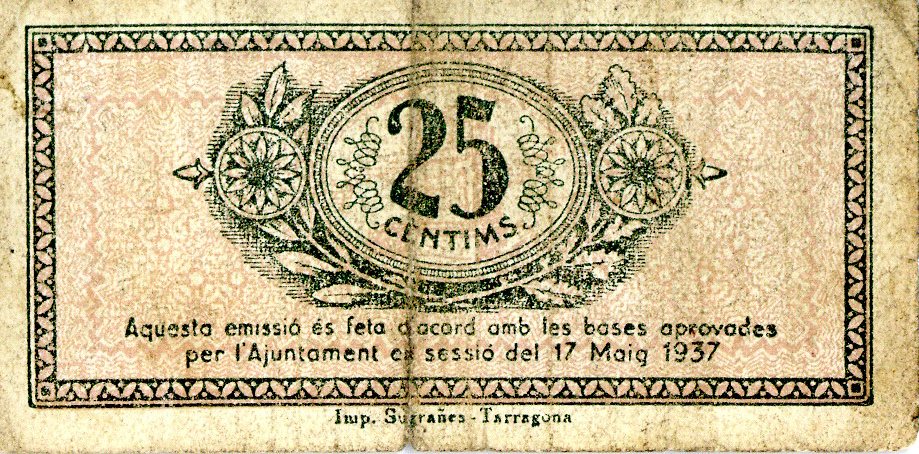 25
CÈNTIMS
Aquesta emissió és feta d'acord amb les bases aprovades
per l'Ajuntament en sessió del 17 Maig 1937
Imp. Sugrañes - Tarragona